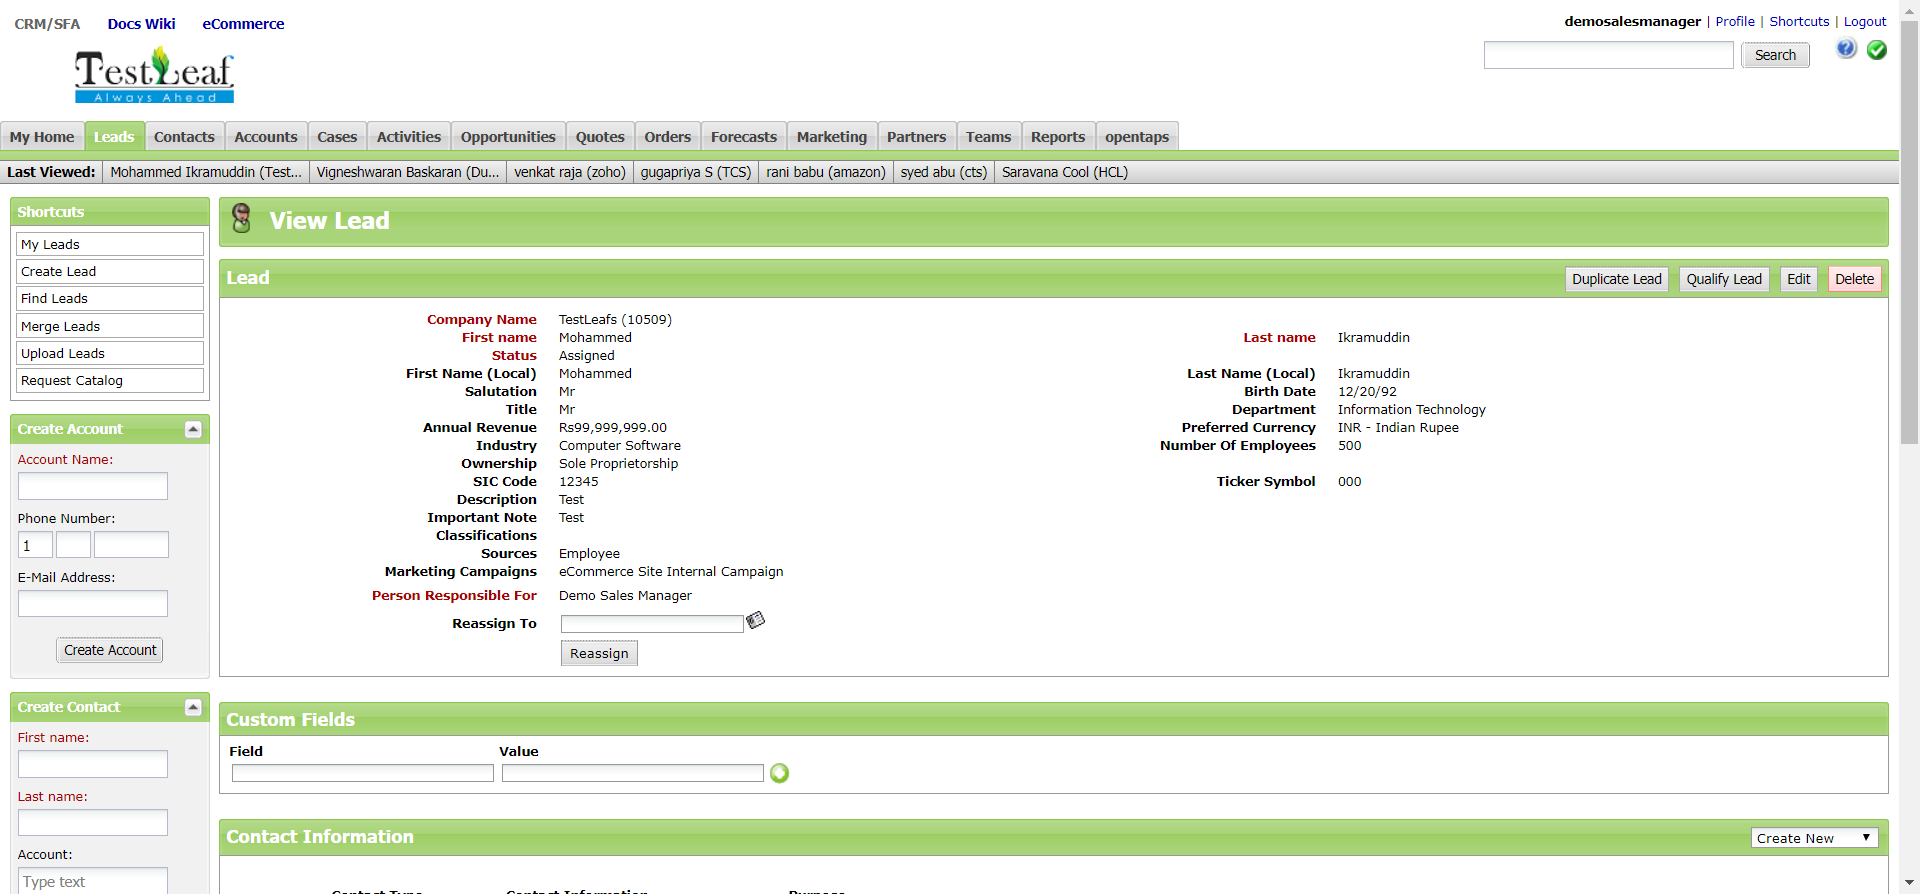 CRM/SFA Docs Wiki eCommerce
demosalesmanager | Profile | Shortcuts | Logout
TestLeaf
Always Ahead
Search
My Home Leads Contacts Accounts Cases Activities Opportunities Quotes Orders Forecasts Marketing Partners Teams Reports opentaps
Last Viewed: Mohammed Ikramuddin (Test... Vigneshwaran Baskaran (Du... venkat raja (zoho) gugapriya S (TCS) rani babu (amazon) syed abu (cts) Saravana Cool (HCL)
Shortcuts
My Leads
Create Lead
Find Leads
Merge Leads
Upload Leads
Request Catalog
Create Account
Account Name:
Phone Number:
1
E-Mail Address:
Create Account
Create Contact
First name:
Last name:
Account:
Type text
View Lead
Lead
Duplicate Lead Qualify Lead Edit Delete
Company Name TestLeafs (10509)
First name Mohammed Last name Ikramuddin
Status Assigned
First Name (Local) Mohammed Last Name (Local) Ikramuddin
Salutation Mr Birth Date 12/20/92
Title Mr Department Information Technology
Annual Revenue Rs99,999,999.00 Preferred Currency INR - Indian Rupee
Industry Computer Software Number Of Employees 500
Ownership Sole Proprietorship
SIC Code 12345 Ticker Symbol 000
Description Test
Important Note Test
Classifications
Sources Employee
Marketing Campaigns eCommerce Site Internal Campaign
Person Responsible For Demo Sales Manager
Reassign To
Reassign
Custom Fields
Field Value
Contact Information
Create New
Contact Type Contact Information Purpose